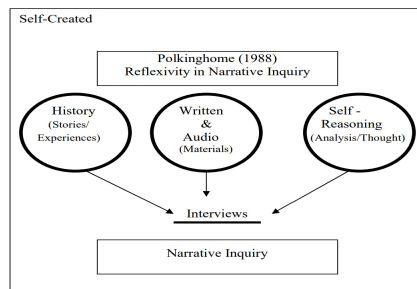 Self-Created
Polkinghome (1988)
Reflexivity in Narrative Inquiry
History
(Stories/
Experiences)
Written
&
Audio
(Materials)
Self -
Reasoning
(Analysis/Thought)
Interviews
Narrative Inquiry